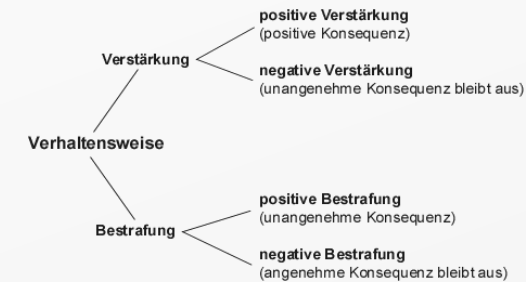 positive Verstärkung
(positive Konsequenz)
Verstärkung
negative Verstärkung
(unangenehme Konsequenz bleibt aus)
Verhaltensweise
positive Bestrafung
(unangenehme Konsequenz)
Bestrafung
negative Bestrafung
(angenehme Konsequenz bleibt aus)